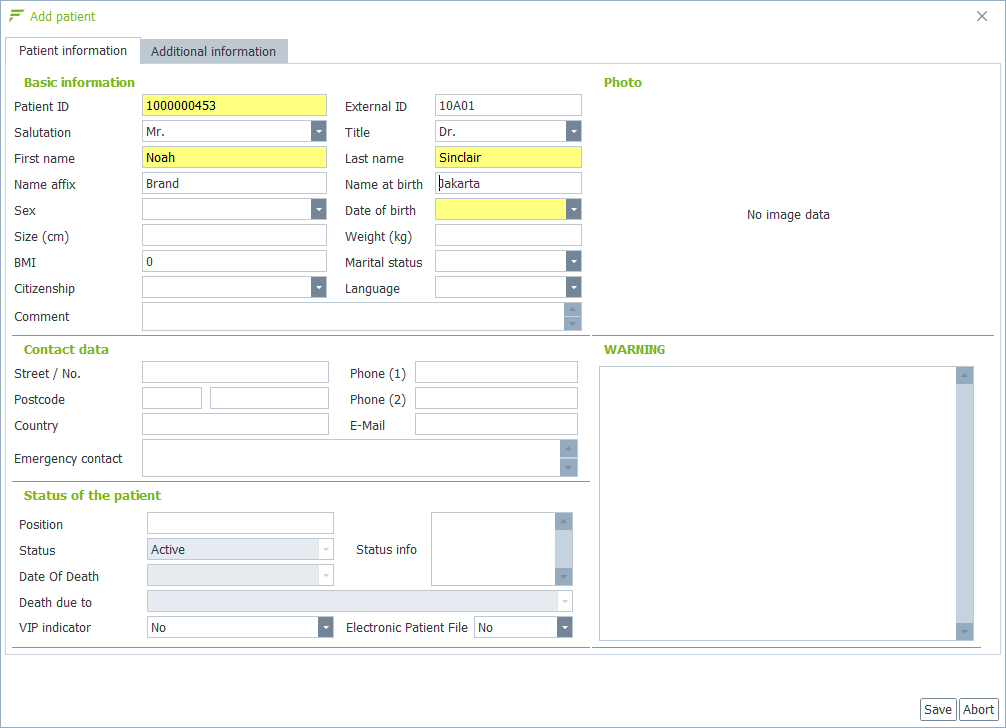 Add patient
Patient information Additional information
Basic information
Patient ID 1000000453 External ID 10A01
Salutation Mr. Title Dr.
First name Noah Last name Sinclair
Name affix Brand Name at birth Jakarta
Sex Date of birth
Size (cm) Weight (kg)
BMI 0 Marital status
Citizenship Language
Comment
Photo
No image data
Contact data
Street / No. Phone (1)
Postcode Phone (2)
Country E-Mail
Emergency contact
WARNING
Status of the patient
Position
Status Active Status info
Date Of Death
Death due to
VIP indicator No Electronic Patient File No
Save Abort